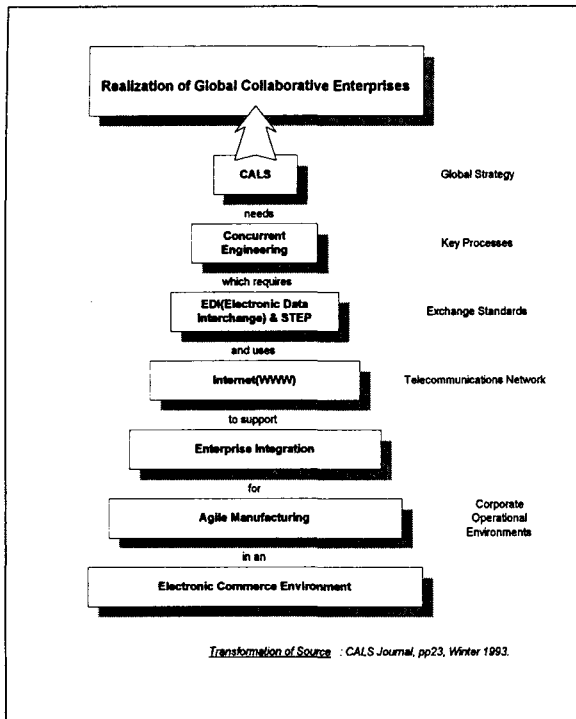 Realization of Global Collaborative Enterprises
CALS
Global Strategy
needs
Concurrent
Engineering
Key Processes
which requires
EDI(Electronic Data
Interchange) & STEP
Exchange Standards
and uses
Internet(WWW)
Telecommunications Network
to support
Enterprise Integration
for
Agile Manufacturing
Corporate
Operational
Environments
in an
Electronic Commerce Environment
Transformation of Source : CALS Journal, pp23, Winter 1993.